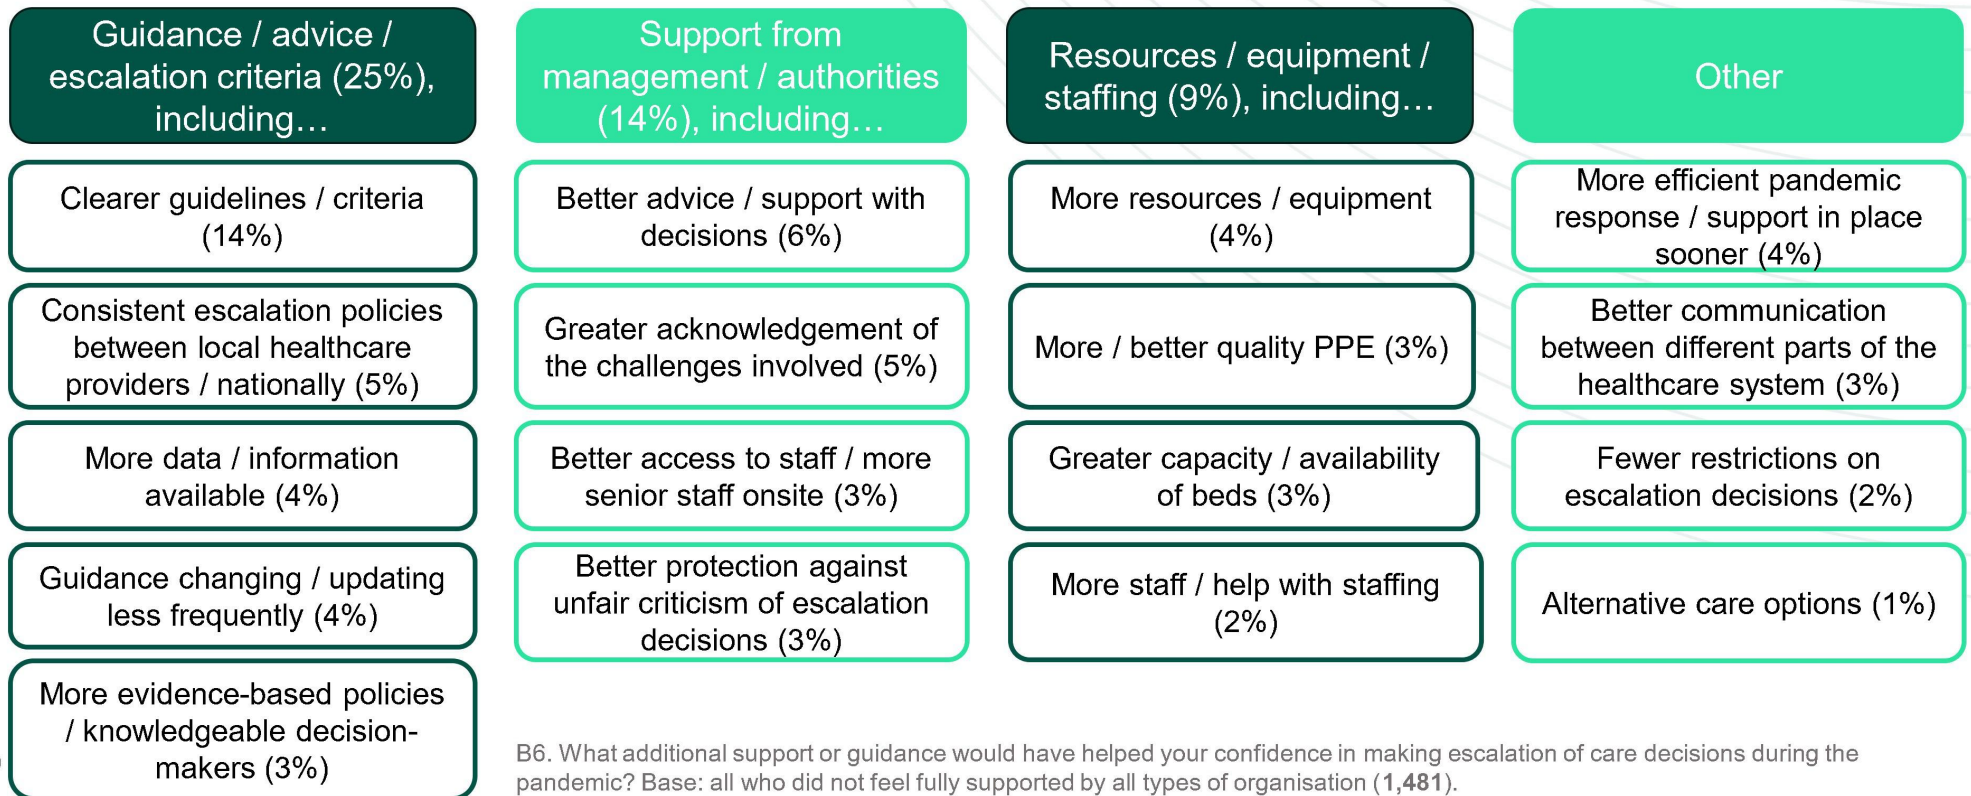 Guidance / advice /
escalation criteria (25%),
including…
Clearer guidelines / criteria
(14%)
Consistent escalation policies
between local healthcare
providers / nationally (5%)
More data / information
available (4%)
Guidance changing / updating
less frequently (4%)
More evidence-based policies
/ knowledgeable decision-
makers (3%)
Support from
management / authorities
(14%), including…
Better advice / support with
decisions (6%)
Greater acknowledgement of
the challenges involved (5%)
Better access to staff / more
senior staff onsite (3%)
Better protection against
unfair criticism of escalation
decisions (3%)
Resources / equipment /
staffing (9%), including…
More resources / equipment
(4%)
More / better quality PPE (3%)
Greater capacity / availability
of beds (3%)
More staff / help with staffing
(2%)
Other
More efficient pandemic
response / support in place
sooner (4%)
Better communication
between different parts of the
healthcare system (3%)
Fewer restrictions on
escalation decisions (2%)
Alternative care options (1%)
B6. What additional support or guidance would have helped your confidence in making escalation of care decisions during the
pandemic? Base: all who did not feel fully supported by all types of organisation (1,481).